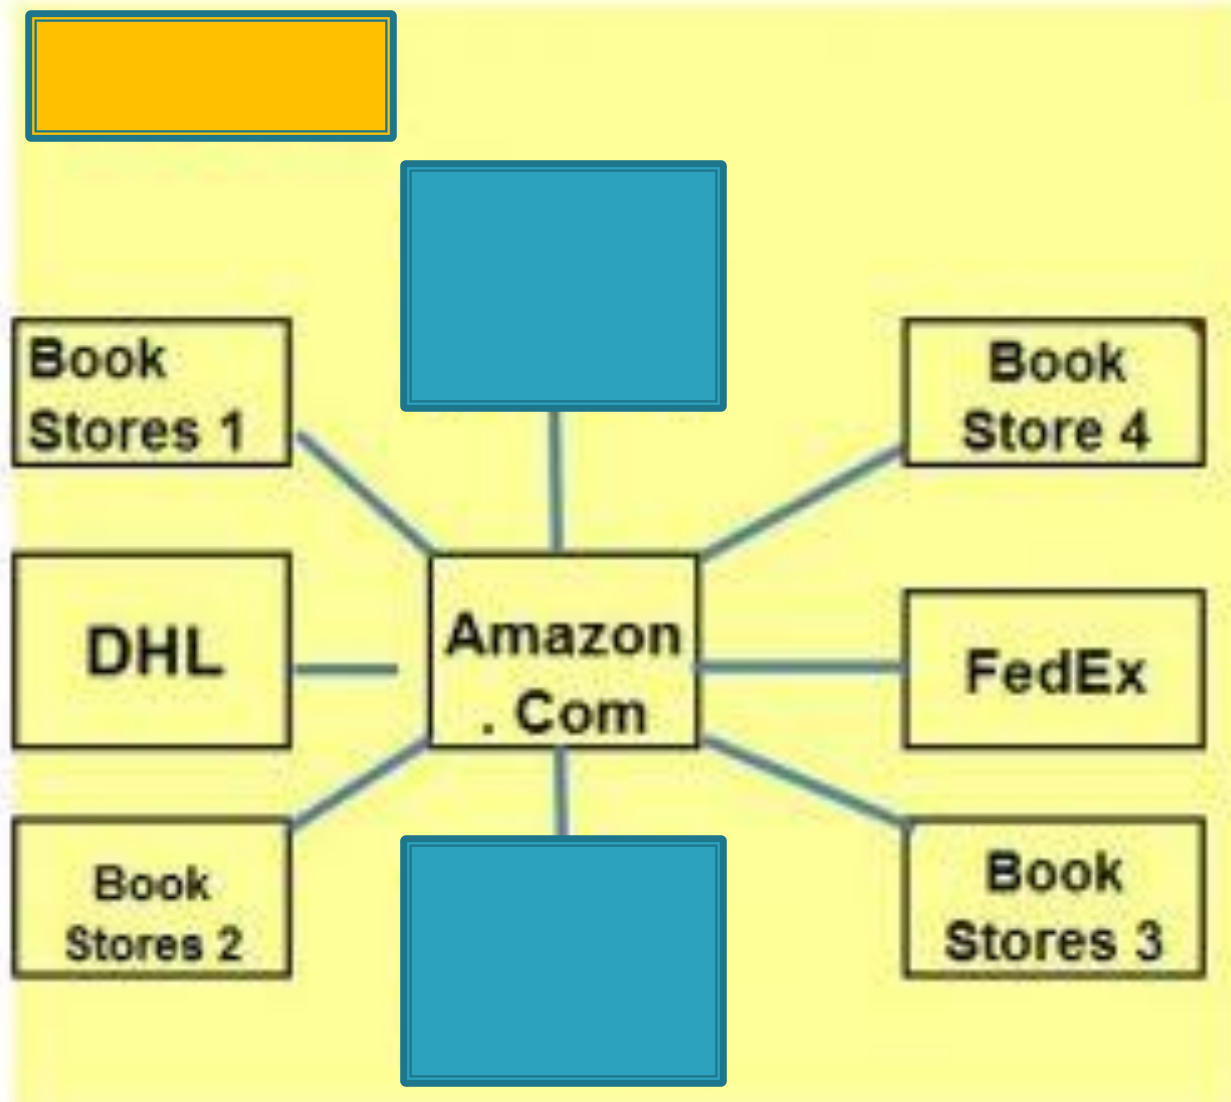 Book
Stores 1
Book
Store 4
DHL
Amazon
. Com
FedEx
Book
Stores 2
Book
Stores 3